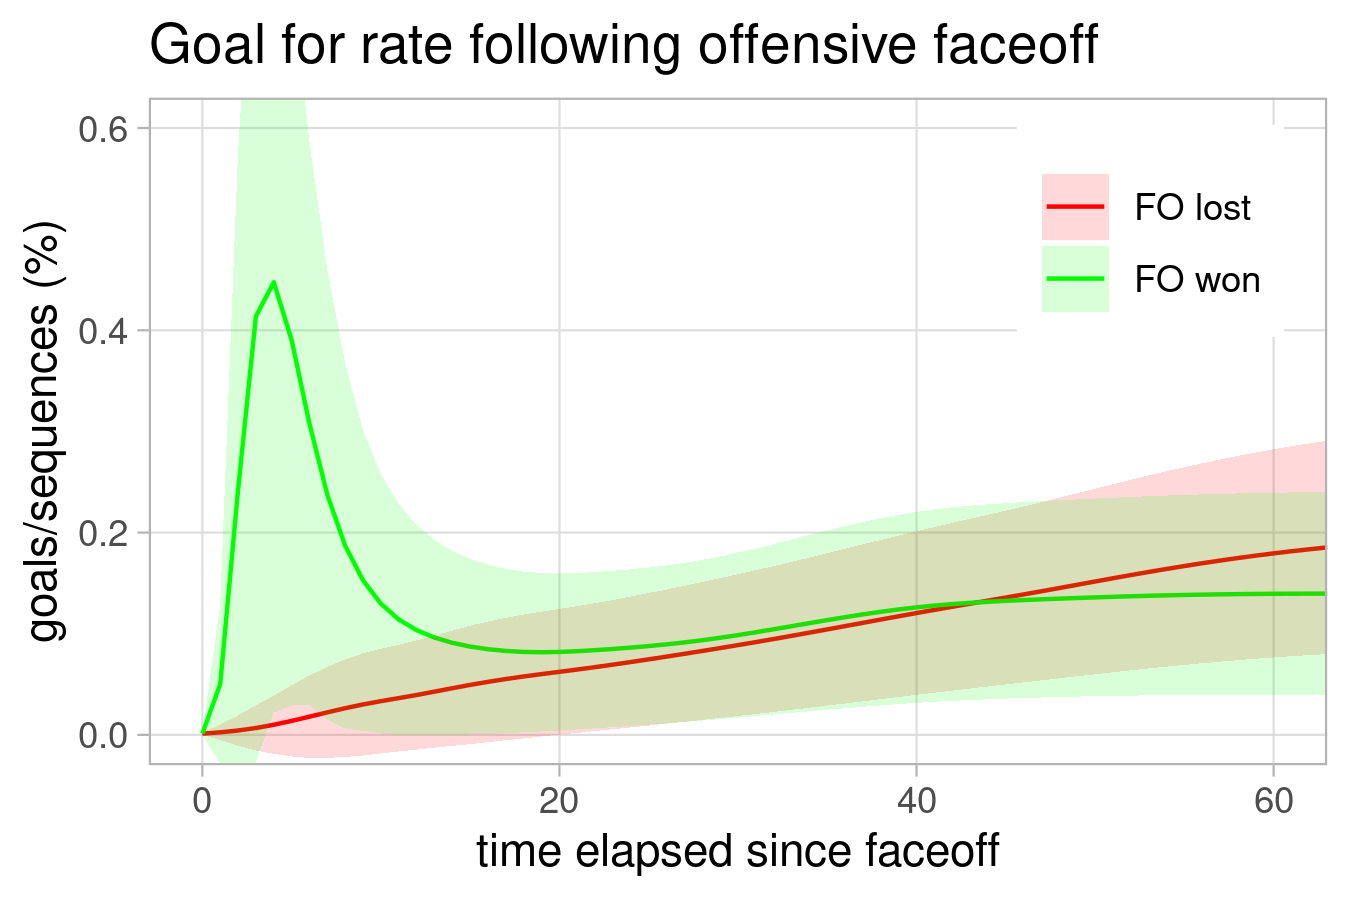 Goal for rate following offensive faceoff
goals/sequences (%)
0.6
0.4
0.2
0.0
FO lost
FO won
0
20
40
60
time elapsed since faceoff